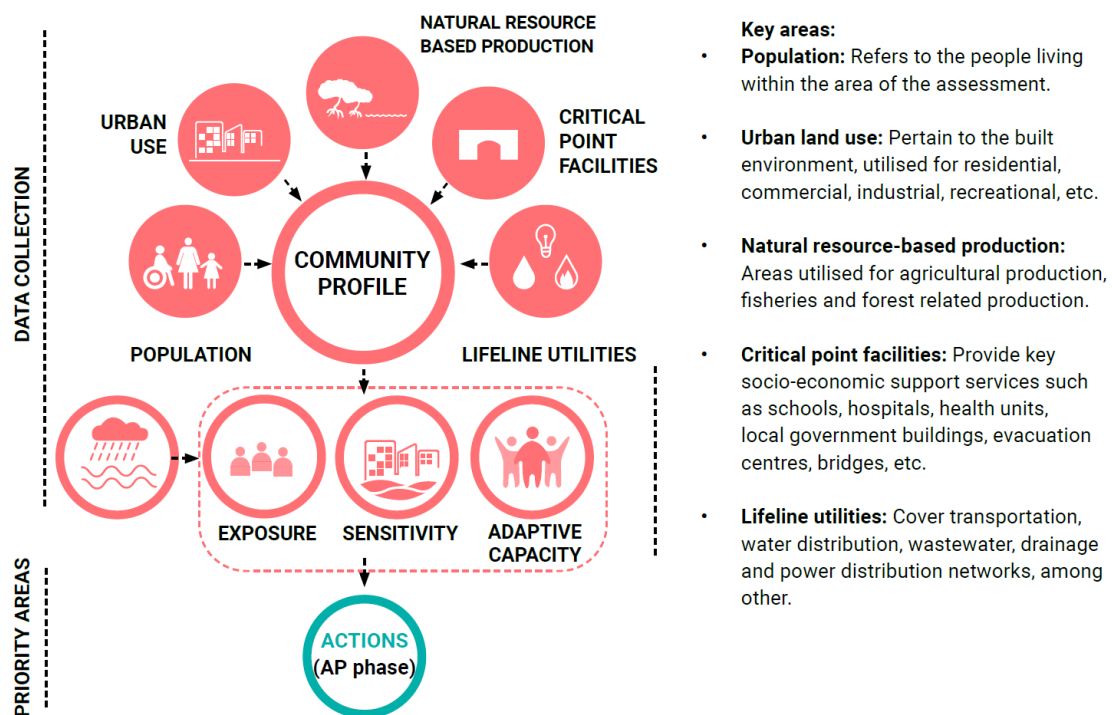 NATURAL RESOURCE
BASED PRODUCTION
URBAN
USE
CRITICAL
POINT
FACILITIES
COMMUNITY
PROFILE
POPULATION
LIFELINE UTILITIES
EXPOSURE
SENSITIVITY
ADAPTIVE
CAPACITY
ACTIONS
(AP phase)
DATA COLLECTION
PRIORITY AREAS
Key areas:
• Population: Refers to the people living
within the area of the assessment.
• Urban land use: Pertain to the built
environment, utilised for residential,
commercial, industrial, recreational, etc.
• Natural resource-based production:
Areas utilised for agricultural production,
fisheries and forest related production.
• Critical point facilities: Provide key
socio-economic support services such
as schools, hospitals, health units,
local government buildings, evacuation
centres, bridges, etc.
• Lifeline utilities: Cover transportation,
water distribution, wastewater, drainage
and power distribution networks, among
other.